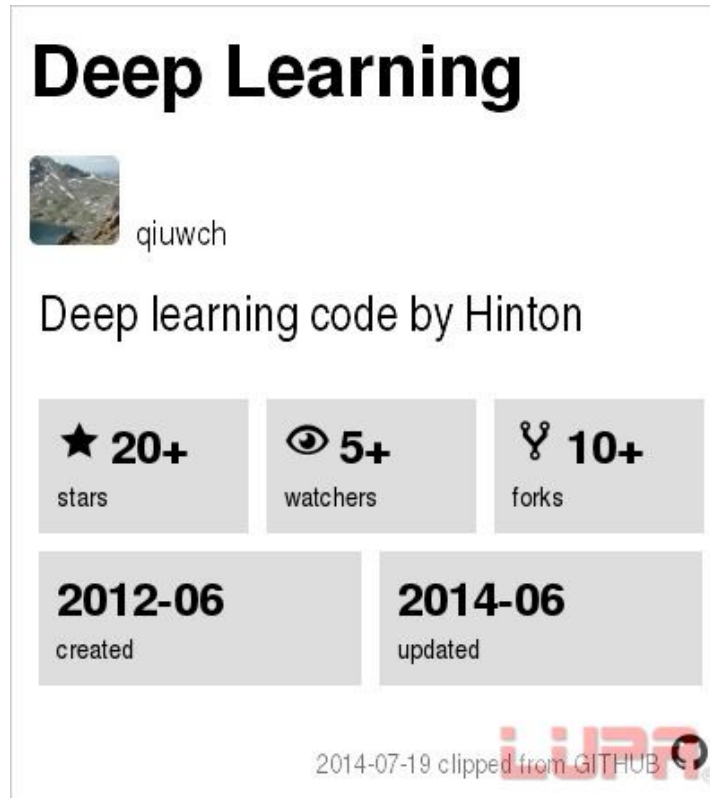 Deep Learning
qiuwch
Deep learning code by Hinton
20+ 5+ 10+
stars watchers forks
2012-06 2014-06
created updated
2014-07-19 clipped from GITHUB
LUPA